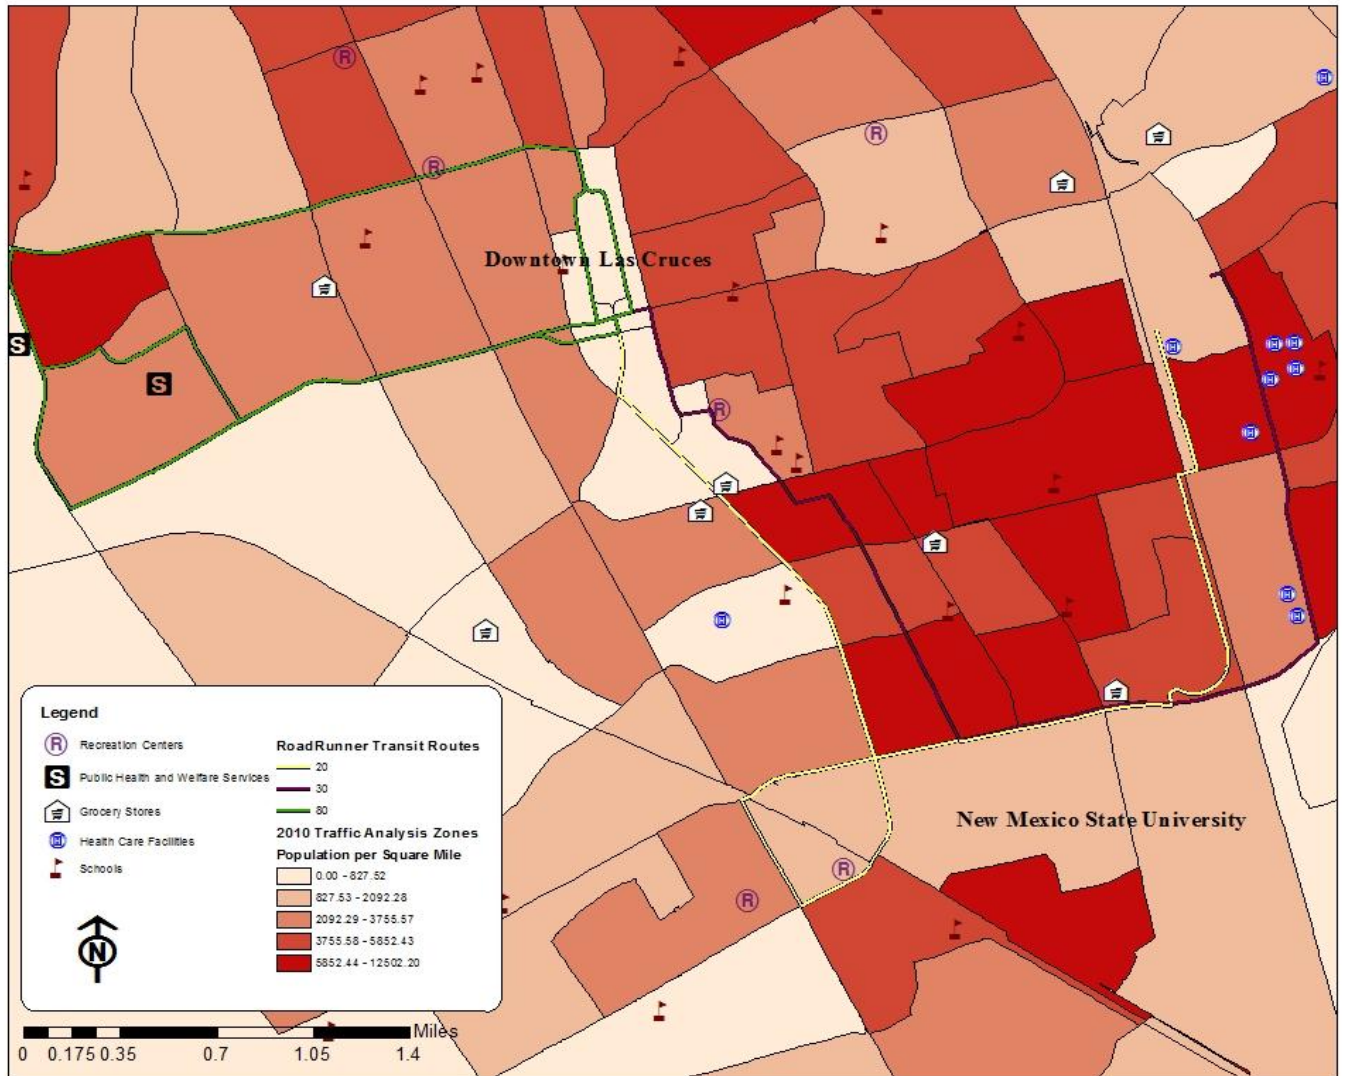 Downtown Las Cruces
New Mexico State University
Legend
R Recreation Centers
S Public Health and Welfare Services
Grocery Stores
H Health Care Facilities
Schools
N
RoadRunner Transit Routes
20
30
80
2010 Traffic Analysis Zones
Population per Square Mile
0.00 - 827.52
827.53 - 2092.28
2092.29 - 3755.57
3755.58 - 5852.43
5852.44 - 12502.20
Miles
0 0.175 0.35 0.7 1.05 1.4